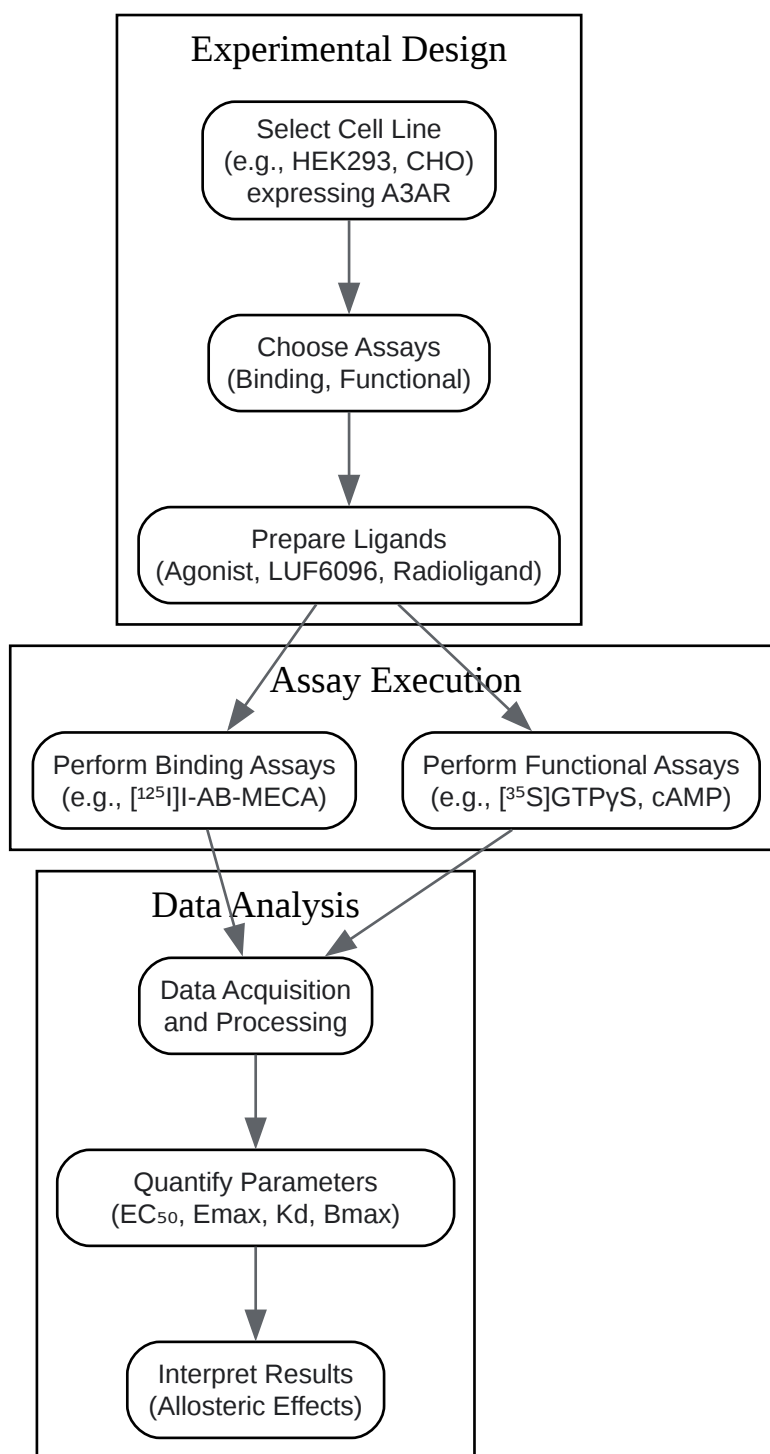 Experimental Design
Select Cell Line
(e.g., HEK293, CHO)
expressing A3AR
Choose Assays
(Binding, Functional)
Prepare Ligands
(Agonist, LUF6096, Radioligand)
Assay Execution
Perform Binding Assays
(e.g., [¹²⁵I]I-AB-MECA)
Perform Functional Assays
(e.g., [³⁵S]GTPγS, cAMP)
Data Analysis
Data Acquisition
and Processing
Quantify Parameters
(EC₅₀, Emax, Kd, Bmax)
Interpret Results
(Allosteric Effects)